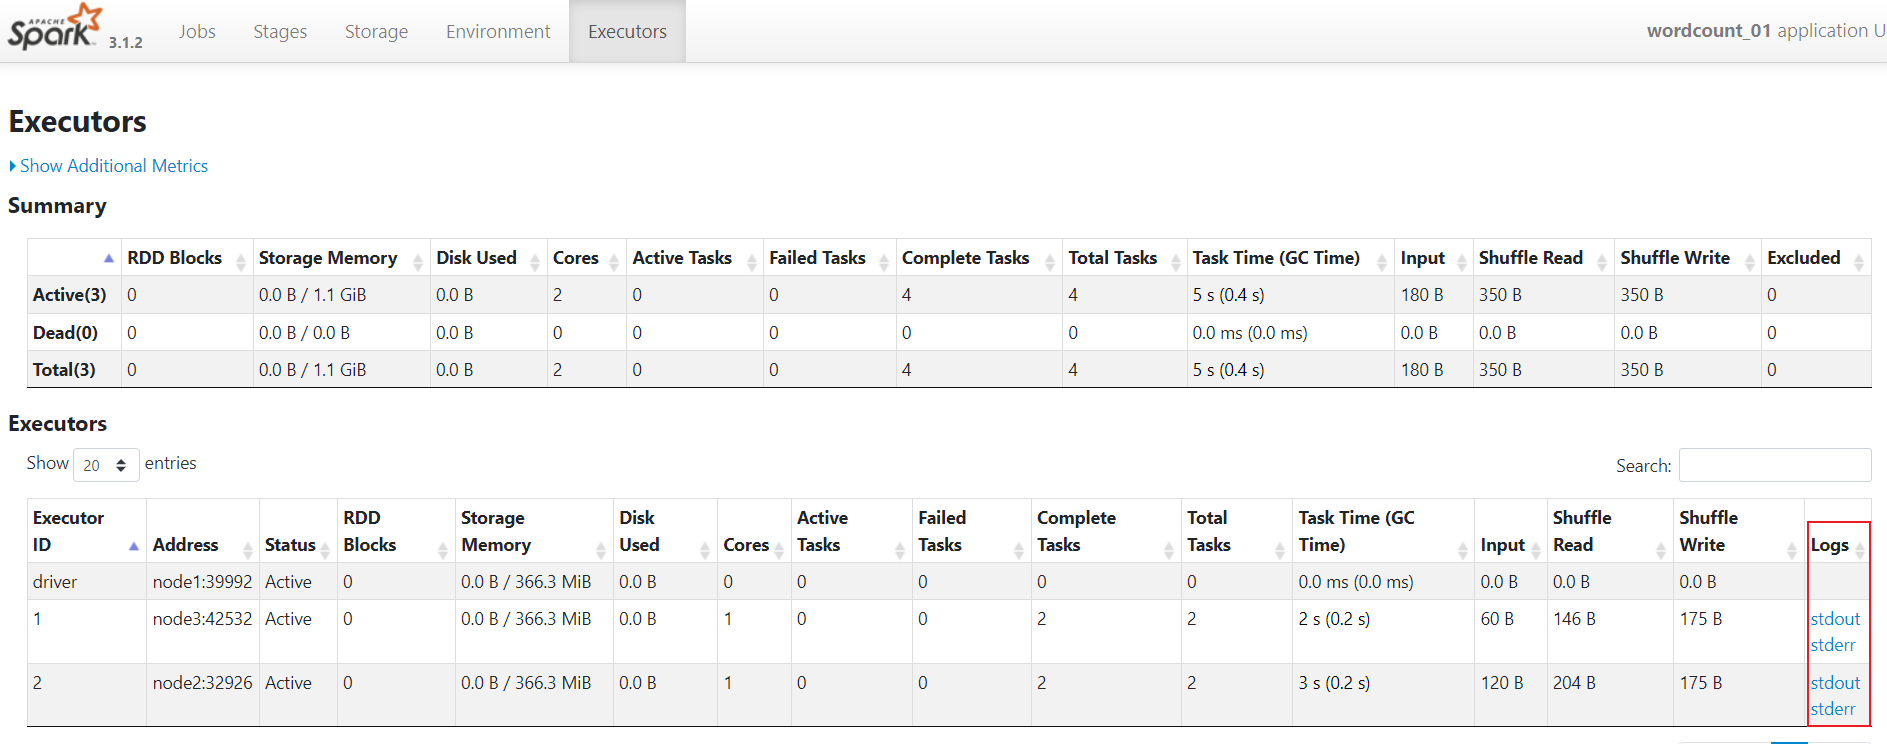 APACHE
Spark 3.1.2 Jobs Stages Storage Environment Executors wordcount_01 application U
Executors
Show Additional Metrics
Summary
RDD Blocks Storage Memory Disk Used Cores Active Tasks Failed Tasks Complete Tasks Total Tasks Task Time (GC Time) Input Shuffle Read Shuffle Write Excluded
Active(3) 0 0.0 B / 1.1 GiB 0.0 B 2 0 0 4 4 5 s (0.4 s) 180 B 350 B 350 B 0
Dead(0) 0 0.0 B / 0.0 B 0.0 B 0 0 0 0 0 0.0 ms (0.0 ms) 0.0 B 0.0 B 0.0 B 0
Total(3) 0 0.0 B / 1.1 GiB 0.0 B 2 0 0 4 4 5 s (0.4 s) 180 B 350 B 350 B 0
Executors
Show 20 entries Search:
Executor RDD Storage Disk Active Failed Complete Total Task Time (GC Shuffle Shuffle
ID Address Status Blocks Memory Used Cores Tasks Tasks Tasks Tasks Time) Input Read Write Logs
driver node1:39992 Active 0 0.0 B / 366.3 MiB 0.0 B 0 0 0 0 0 0.0 ms (0.0 ms) 0.0 B 0.0 B 0.0 B
1 node3:42532 Active 0 0.0 B / 366.3 MiB 0.0 B 1 0 0 2 2 2 s (0.2 s) 60 B 146 B 175 B stdout
stderr
2 node2:32926 Active 0 0.0 B / 366.3 MiB 0.0 B 1 0 0 2 2 3 s (0.2 s) 120 B 204 B 175 B stdout
stderr